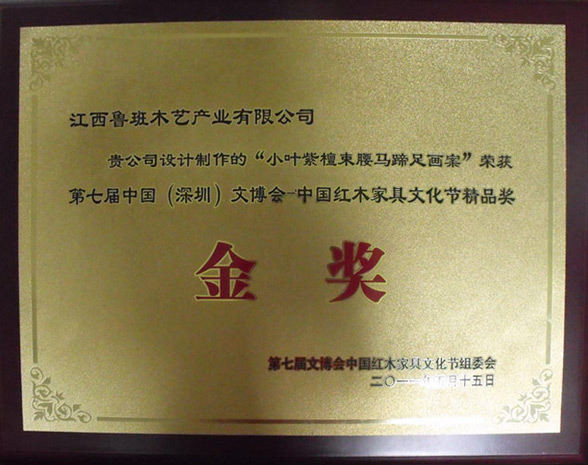 江西鲁班木艺产业有限公司
贵公司设计制作的“小叶紫檀束腰马蹄足画案”荣获
第七届中国（深圳）文博会—中国红木家具文化节精品奖
金 奖
第七届文博会中国红木家具文化节组委会
二〇一一年五月十五日